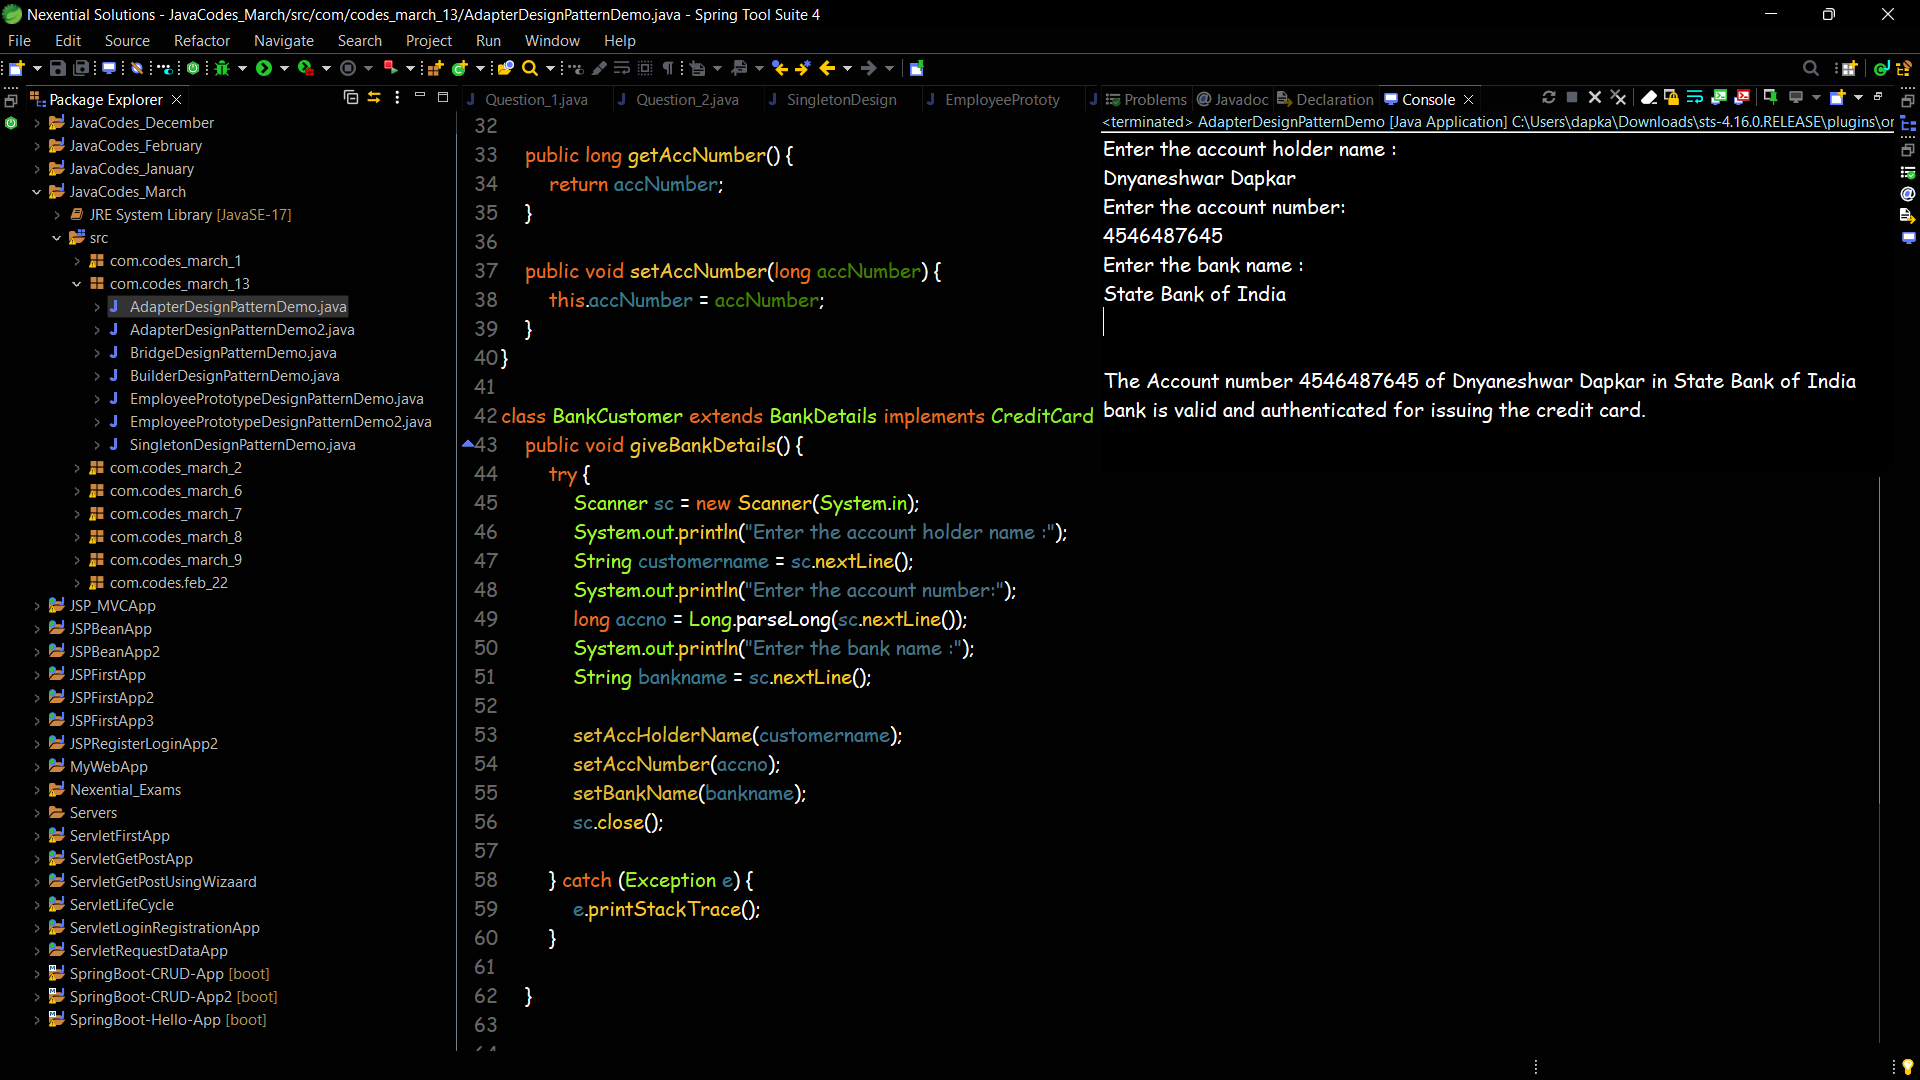 Nexential Solutions - JavaCodes_March/src/com/codes_march_13/AdapterDesignPatternDemo.java - Spring Tool Suite 4
File Edit Source Refactor Navigate Search Project Run Window Help
Package Explorer
JavaCodes_December
JavaCodes_February
JavaCodes_January
JavaCodes_March
JRE System Library [JavaSE-17]
src
com.codes_march_1
com.codes_march_13
AdapterDesignPatternDemo.java
AdapterDesignPatternDemo2.java
BridgeDesignPatternDemo.java
BuilderDesignPatternDemo.java
EmployeePrototypeDesignPatternDemo.java
EmployeePrototypeDesignPatternDemo2.java
SingletonDesignPatternDemo.java
com.codes_march_2
com.codes_march_6
com.codes_march_7
com.codes_march_8
com.codes_march_9
com.codes.feb_22
JSP_MVCApp
JSPBeanApp
JSPBeanApp2
JSPFirstApp
JSPFirstApp2
JSPFirstApp3
JSPRegisterLoginApp2
MyWebApp
Nexential_Exams
Servers
ServletFirstApp
ServletGetPostApp
ServletGetPostUsingWizaard
ServletLifeCycle
ServletLoginRegistrationApp
ServletRequestDataApp
SpringBoot-CRUD-App [boot]
SpringBoot-CRUD-App2 [boot]
SpringBoot-Hello-App [boot]
Question_1.java Question_2.java SingletonDesign EmployeePrototy
32
33 public long getAccNumber() {
34 return accNumber;
35 }
36
37 public void setAccNumber(long accNumber) {
38 this.accNumber = accNumber;
39 }
40 }
41
42 class BankCustomer extends BankDetails implements CreditCard
43 public void giveBankDetails() {
44 try {
45 Scanner sc = new Scanner(System.in);
46 System.out.println("Enter the account holder name :");
47 String customername = sc.nextLine();
48 System.out.println("Enter the account number:");
49 long accno = Long.parseLong(sc.nextLine());
50 System.out.println("Enter the bank name :");
51 String bankname = sc.nextLine();
52
53 setAccHolderName(customername);
54 setAccNumber(accno);
55 setBankName(bankname);
56 sc.close();
57
58 } catch (Exception e) {
59 e.printStackTrace();
60 }
61
62 }
63
Problems Javadoc Declaration Console
<terminated> AdapterDesignPatternDemo [Java Application] C:\Users\dapka\Downloads\sts-4.16.0.RELEASE\plugins\or
Enter the account holder name :
Dnyaneshwar Dapkar
Enter the account number:
4546487645
Enter the bank name :
State Bank of India
The Account number 4546487645 of Dnyaneshwar Dapkar in State Bank of India
bank is valid and authenticated for issuing the credit card.